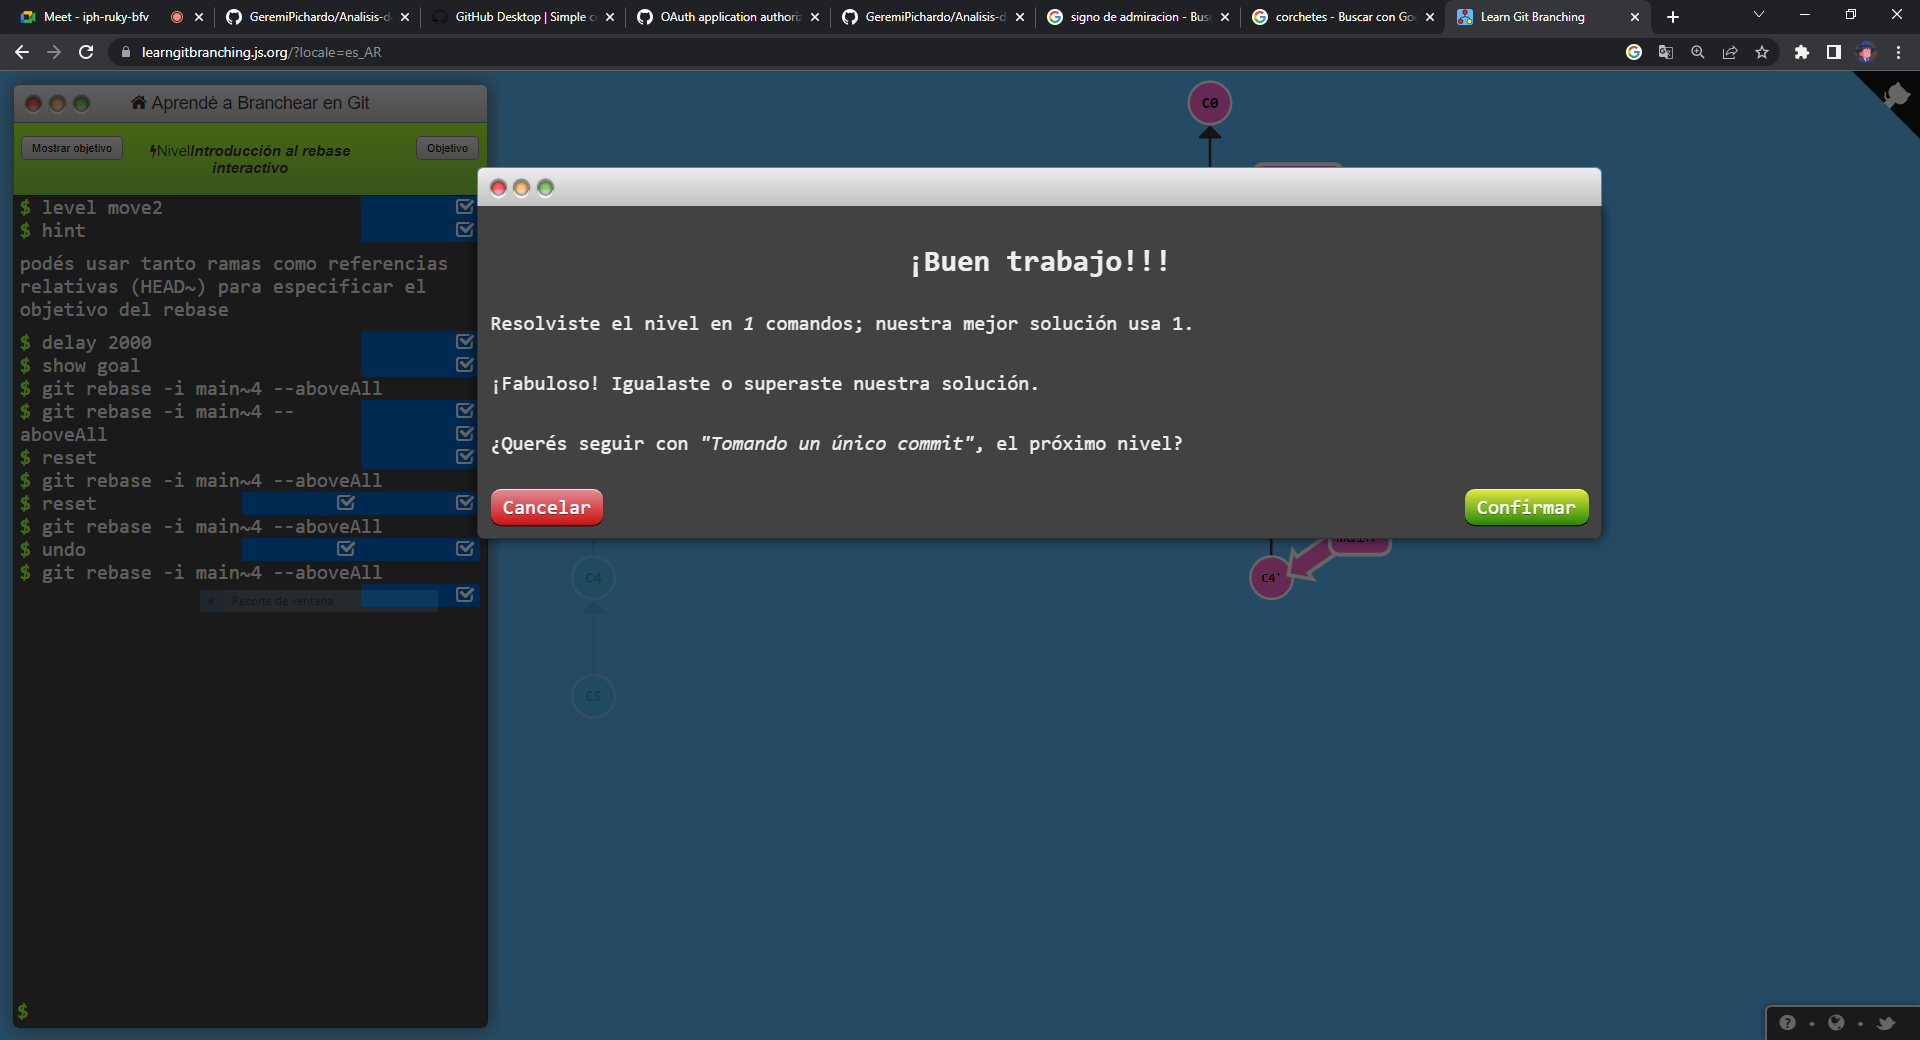 Meet - iph-ruky-bfv
GeremiPichardo/Analisis-d
GitHub Desktop | Simple c
OAuth application authoriz
GeremiPichardo/Analisis-d
signo de admiracion - Bus
corchetes - Buscar con Goo
Learn Git Branching
learngitbranching.js.org/?locale=es_AR
Aprendé a Branchear en Git
Mostrar objetivo
NivelIntroducción al rebase
interactivo
Objetivo
$ level move2
$ hint
podés usar tanto ramas como referencias
relativas (HEAD~) para especificar el
objetivo del rebase
$ delay 2000
$ show goal
$ git rebase -i main~4 --aboveAll
$ git rebase -i main~4 --
aboveAll
$ reset
$ git rebase -i main~4 --aboveAll
$ reset
$ git rebase -i main~4 --aboveAll
$ undo
$ git rebase -i main~4 --aboveAll
Recorte de ventana
$
C0
¡Buen trabajo!!!
Resolviste el nivel en 1 comandos; nuestra mejor solución usa 1.
¡Fabuloso! Igualaste o superaste nuestra solución.
¿Querés seguir con "Tomando un único commit", el próximo nivel?
Cancelar
Confirmar
main
C4
C4'
C5